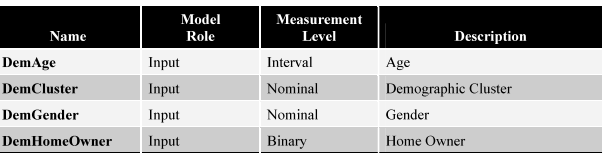 Name Model Role Measurement Level Description
DemAge Input Interval Age
DemCluster Input Nominal Demographic Cluster
DemGender Input Nominal Gender
DemHomeOwner Input Binary Home Owner